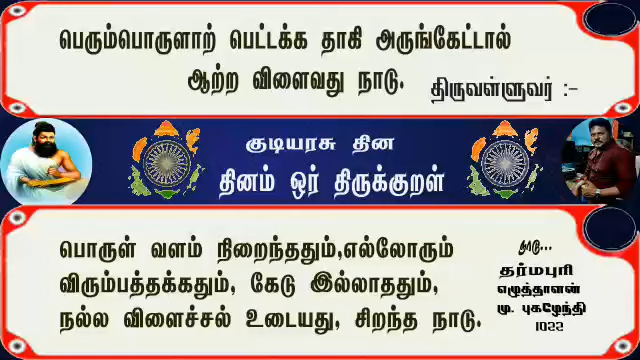 பெரும்பொருளாற் பெட்டக்க தாகி அருங்கேட்டால்
ஆற்ற விளைவது நாடு.
திருவள்ளுவர் :-
குடியரசு தின
தினம் ஓர் திருக்குறள்
பொருள் வளம் நிறைந்ததும்,எல்லோரும்
விரும்பத்தக்கதும், கேடு இல்லாததும்,
நல்ல விளைச்சல் உடையது, சிறந்த நாடு.
நாடு...
தர்மபுரி
எழுத்தாளன்
மு. புகழேந்தி
1022